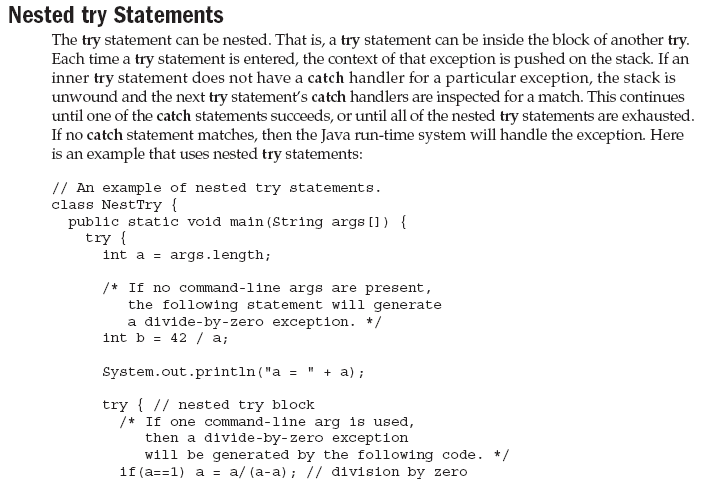 Nested try Statements
The try statement can be nested. That is, a try statement can be inside the block of another try.
Each time a try statement is entered, the context of that exception is pushed on the stack. If an
inner try statement does not have a catch handler for a particular exception, the stack is
unwound and the next try statement's catch handlers are inspected for a match. This continues
until one of the catch statements succeeds, or until all of the nested try statements are exhausted.
If no catch statement matches, then the Java run-time system will handle the exception. Here
is an example that uses nested try statements:
// An example of nested try statements.
class NestTry {
public static void main(String args[]) {
try {
int a = args.length;
/* If no command-line args are present,
the following statement will generate
a divide-by-zero exception. */
int b = 42 / a;
System.out.println("a = " + a);
try { // nested try block
/* If one command-line arg is used,
then a divide-by-zero exception
will be generated by the following code. */
if(a==1) a = a/(a-a); // division by zero